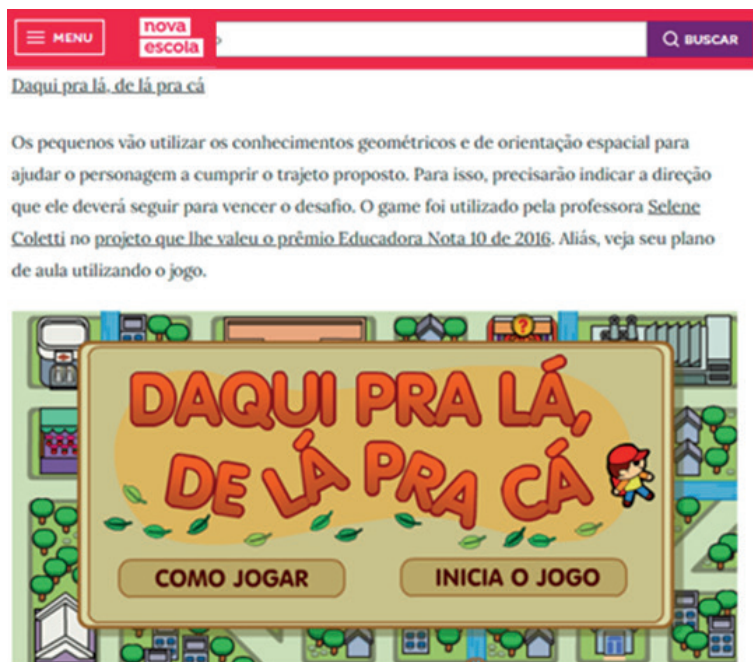 MENU
nova
escola
BUSCAR
Daqui pra lá, de lá pra cá
Os pequenos vão utilizar os conhecimentos geométricos e de orientação espacial para
ajudar o personagem a cumprir o trajeto proposto. Para isso, precisarão indicar a direção
que ele deverá seguir para vencer o desafio. O game foi utilizado pela professora Selene
Coletti no projeto que lhe valeu o prêmio Educadora Nota 10 de 2016. Aliás, veja seu plano
de aula utilizando o jogo.
?
DAQUI PRA LÁ,
DE LÁ PRA CÁ
COMO JOGAR
INICIA O JOGO